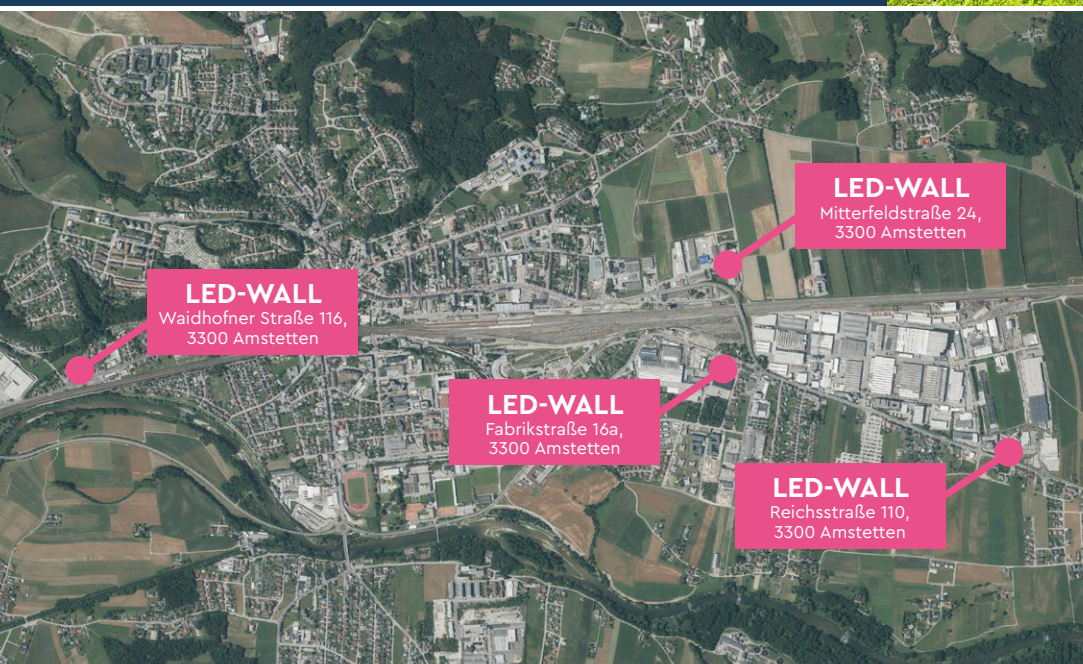 LED-WALL
Mitterfeldstraße 24,
3300 Amstetten
LED-WALL
Waidhofner Straße 116,
3300 Amstetten
LED-WALL
Fabrikstraße 16a,
3300 Amstetten
LED-WALL
Reichsstraße 110,
3300 Amstetten